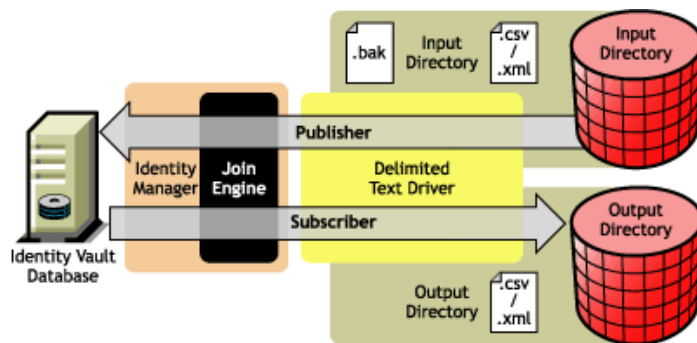 .bak
Input
Directory
.csv
/
.xml
Input
Directory
Publisher
Identity
Manager
Join
Engine
Delimited
Text Driver
Subscriber
Identity Vault
Database
Output
Directory
Output
Directory
.csv
/
.xml